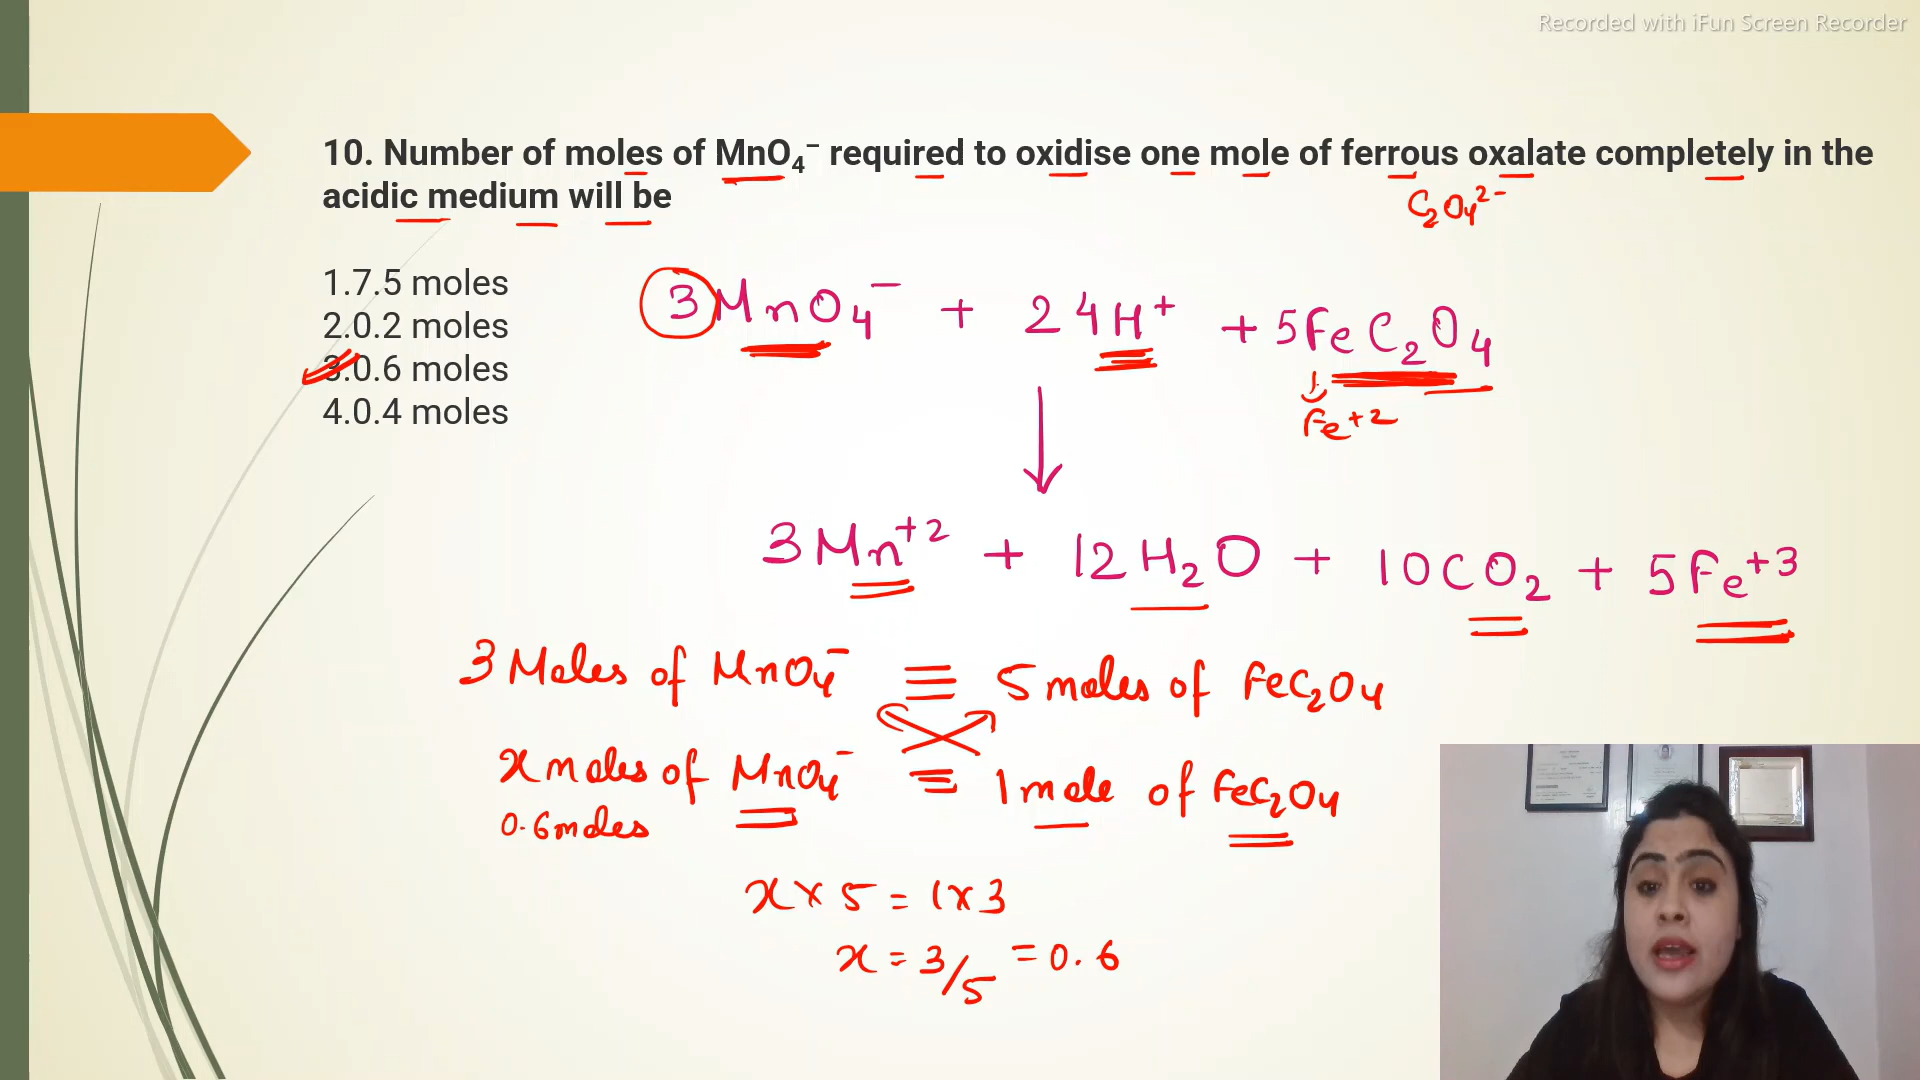 Recorded with iFun Screen Recorder
10. Number of moles of MnO₄⁻ required to oxidise one mole of ferrous oxalate completely in the
acidic medium will be
C₂O₄²⁻
1.7.5 moles
2.0.2 moles
3.0.6 moles
4.0.4 moles
3MnO₄⁻ + 24H⁺ + 5FeC₂O₄
Fe⁺²
3Mn⁺² + 12H₂O + 10CO₂ + 5Fe⁺³
3 Moles of MnO₄⁻ ≡ 5 moles of FeC₂O₄
x moles of MnO₄⁻ ≡ 1 mole of FeC₂O₄
0.6 moles
x × 5 = 1 × 3
x = 3/5 = 0.6